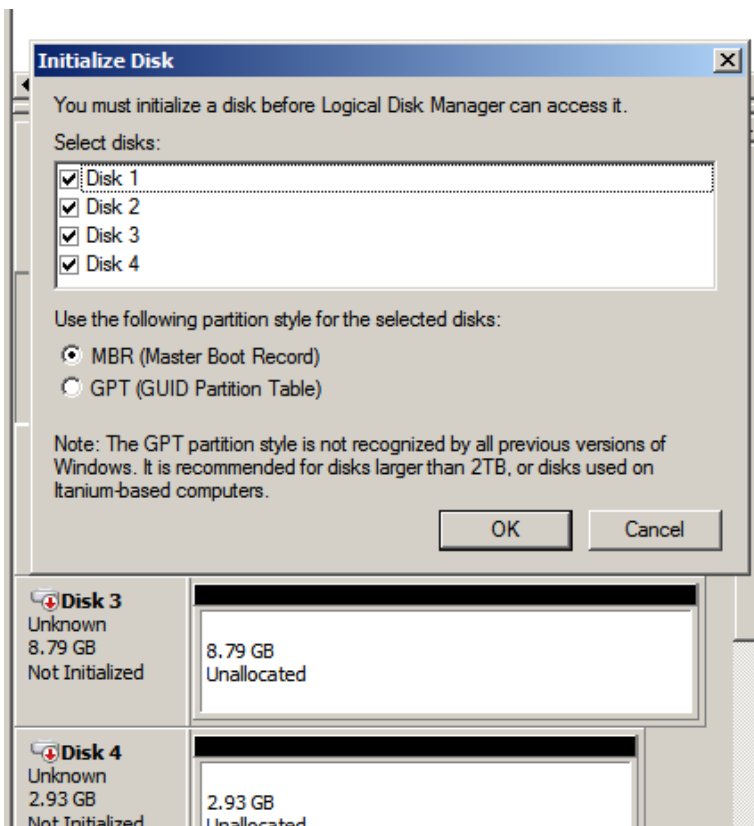 Initialize Disk
You must initialize a disk before Logical Disk Manager can access it.
Select disks:
Disk 1
Disk 2
Disk 3
Disk 4
Use the following partition style for the selected disks:
MBR (Master Boot Record)
GPT (GUID Partition Table)
Note: The GPT partition style is not recognized by all previous versions of
Windows. It is recommended for disks larger than 2TB, or disks used on
Itanium-based computers.
OK
Cancel
Disk 3
Unknown
8.79 GB
Not Initialized
8.79 GB
Unallocated
Disk 4
Unknown
2.93 GB
Not Initialized
2.93 GB
Unallocated